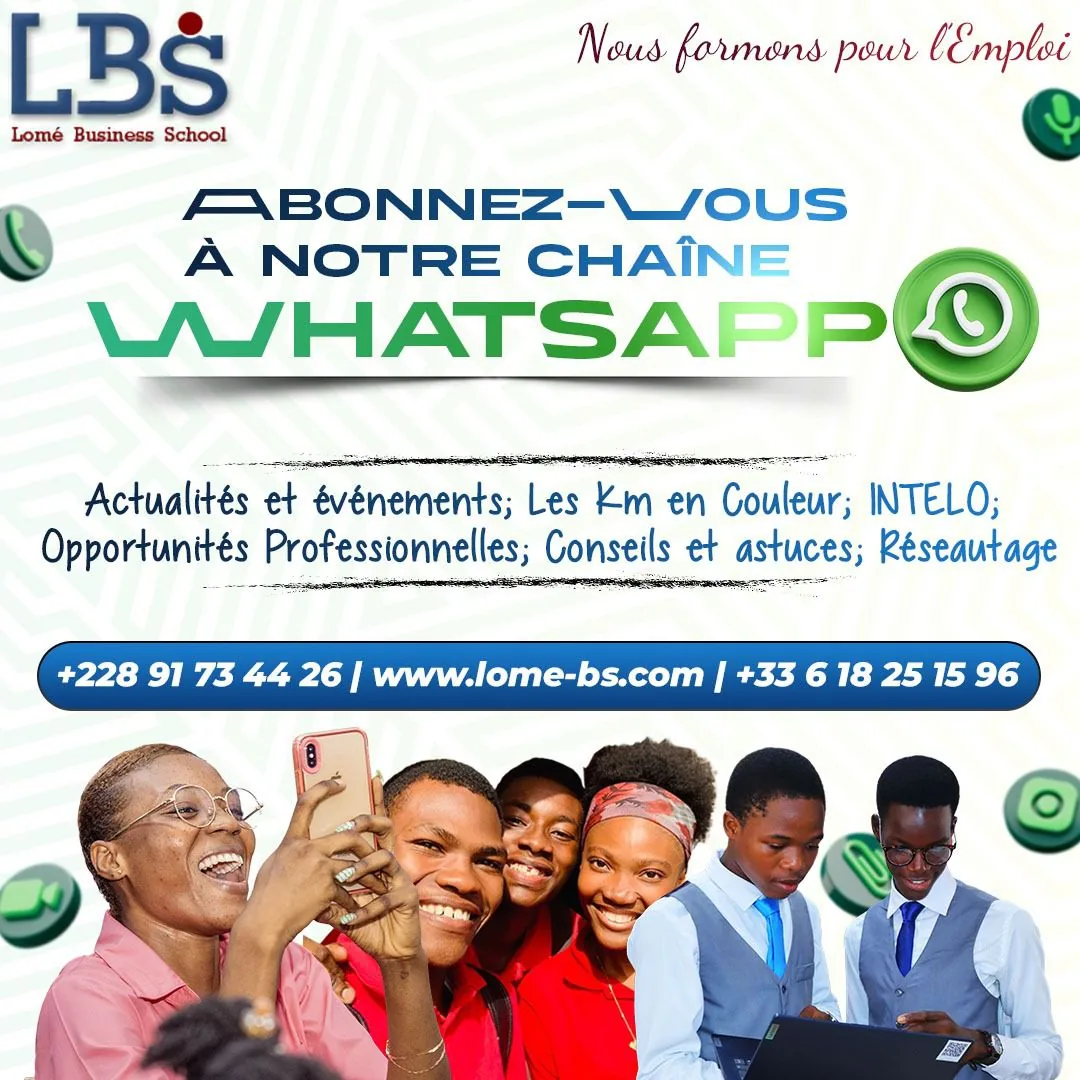 LBS
Lomé Business School
Nous formons pour l'Emploi
ABONNEZ-VOUS
À NOTRE CHAÎNE
WHATSAPP
Actualités et événements; Les Km en Couleur; INTELO;
Opportunités Professionnelles; Conseils et astuces; Réseautage
+228 91 73 44 26 | www.lome-bs.com | +33 6 18 25 15 96